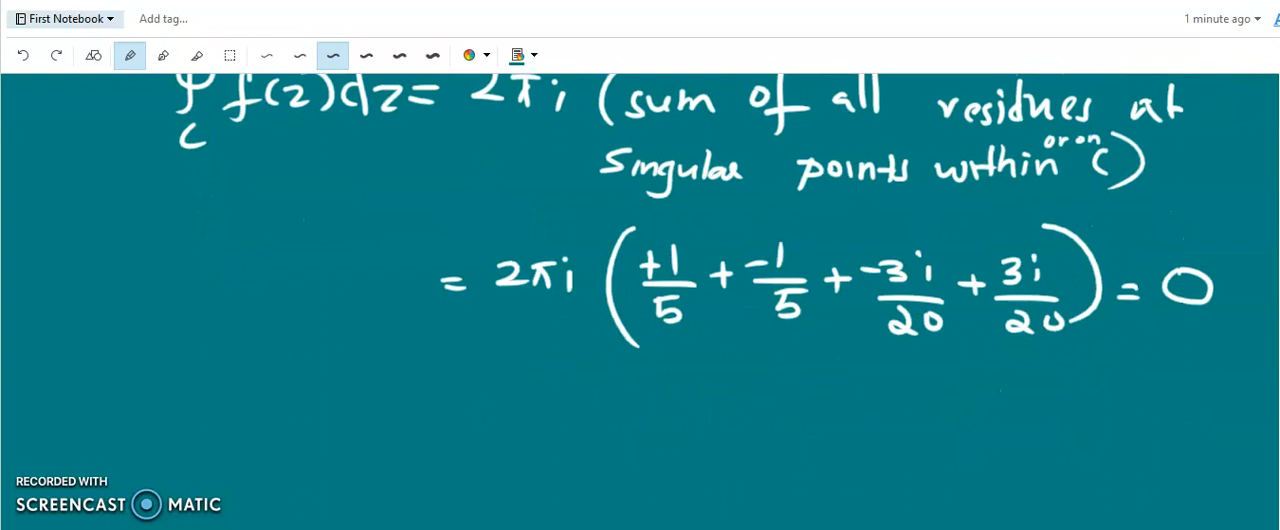 First Notebook Add tag... 1 minute ago
∮ f(z)dz = 2πi (sum of all residues at
C
or on
singular points within C)
= 2πi (+1/5 + -1/5 + -3i/20 + 3i/20) = 0
RECORDED WITH
SCREENCAST MATIC